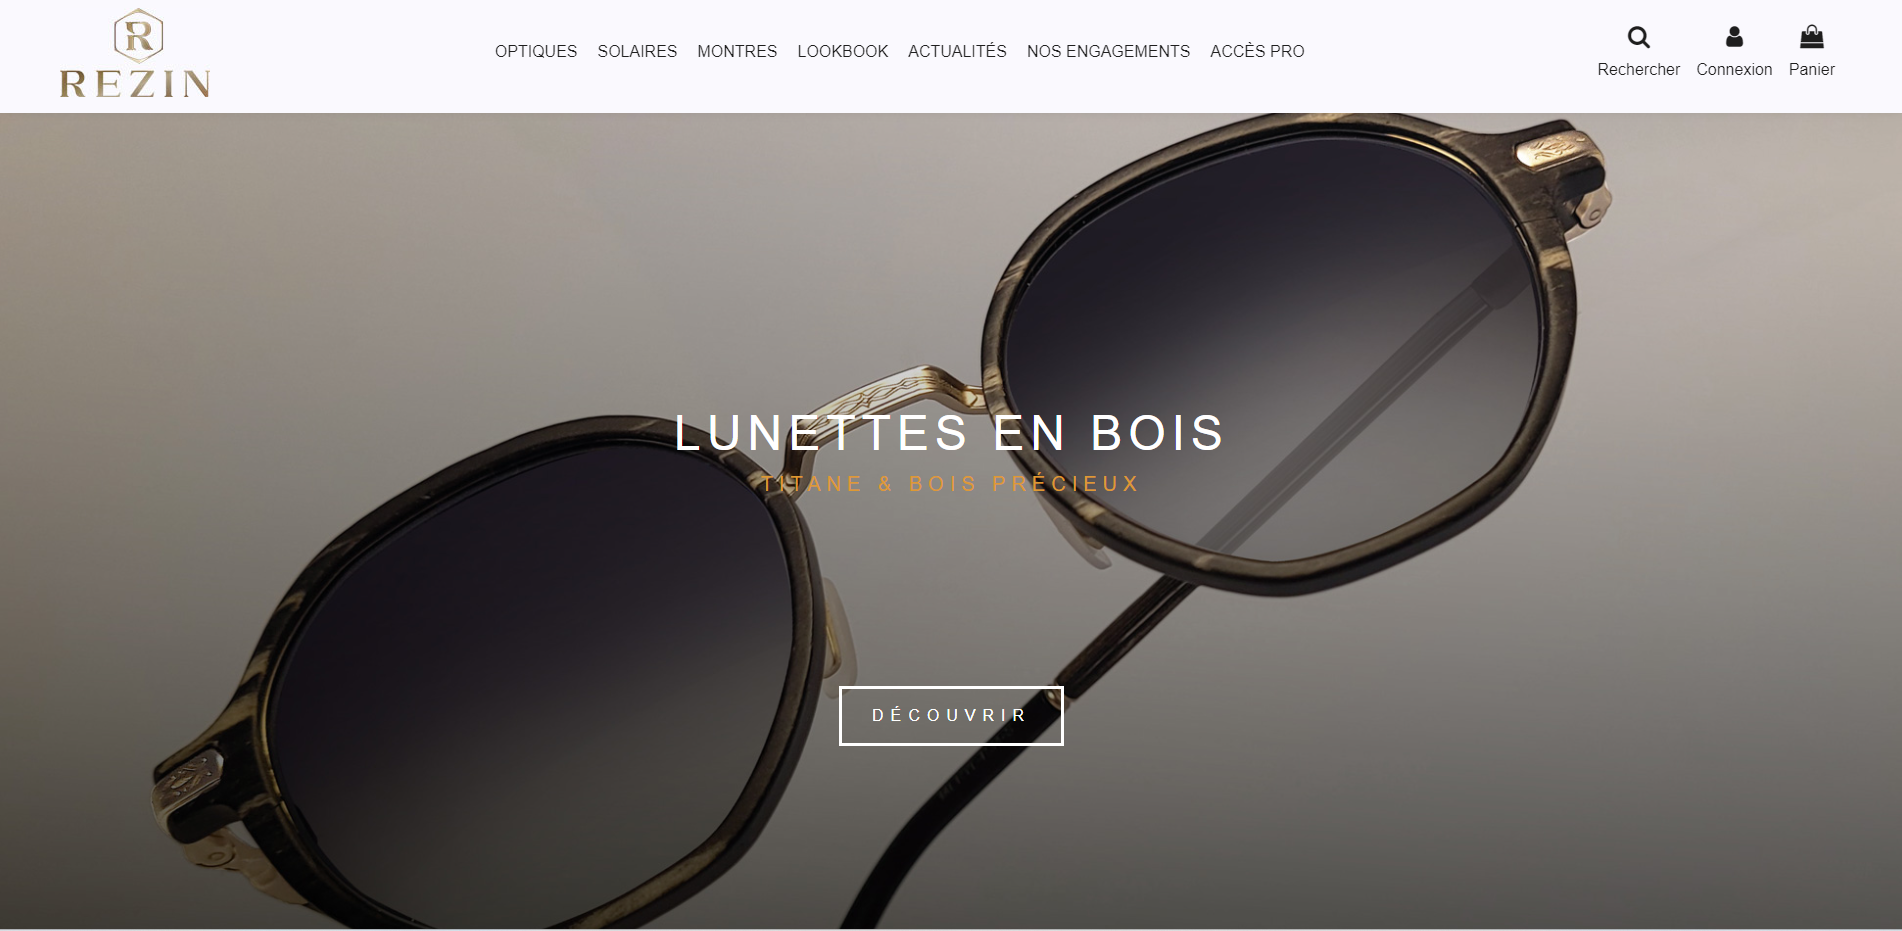 R
REZIN
OPTIQUES SOLAIRES MONTRES LOOKBOOK ACTUALITÉS NOS ENGAGEMENTS ACCÈS PRO
Rechercher Connexion Panier
LUNETTES EN BOIS
TITANE & BOIS PRÉCIEUX
DÉCOUVRIR